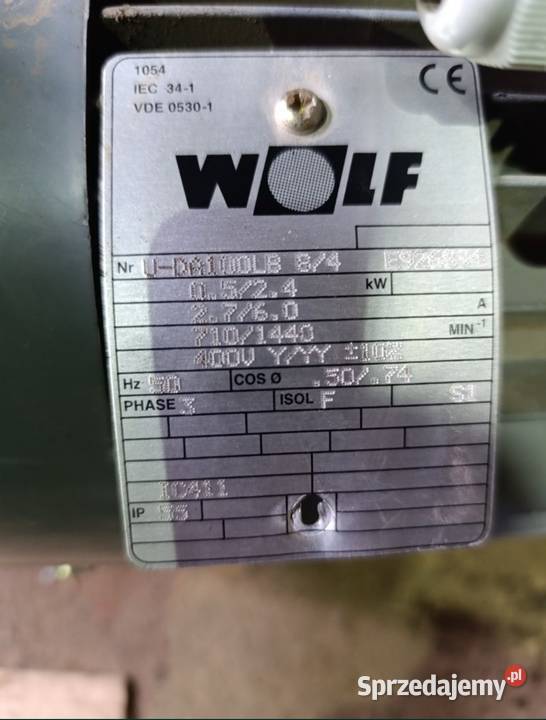 1054
IEC 34-1
VDE 0530-1
CE
WOLF
Nr U-DA100LB 8/4
0.5/2.4 kW
2.7/6.0 A
710/1440 MIN⁻¹
400V Y/YY ±10%
Hz 50 COS Ø .50/.74
PHASE 3 ISOL F S1
IC411
IP 55
Sprzedajemy.pl